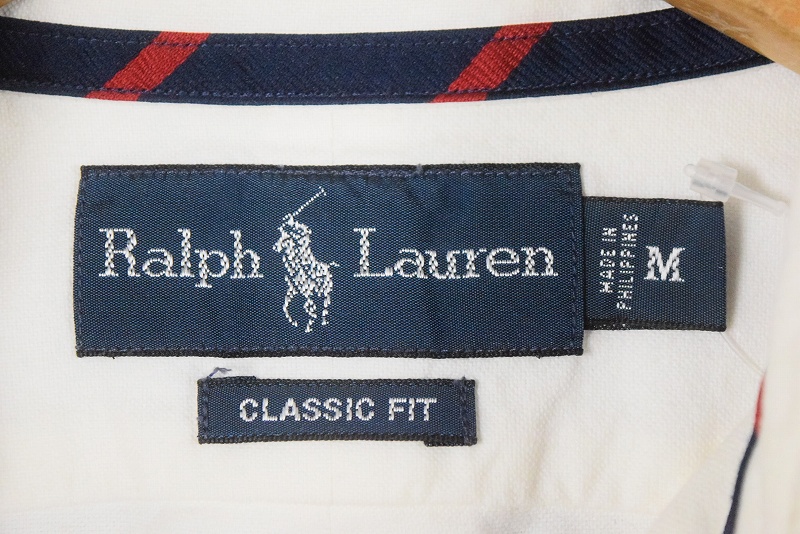 Ralph Lauren
MADE IN
PHILIPPINES
M
CLASSIC FIT